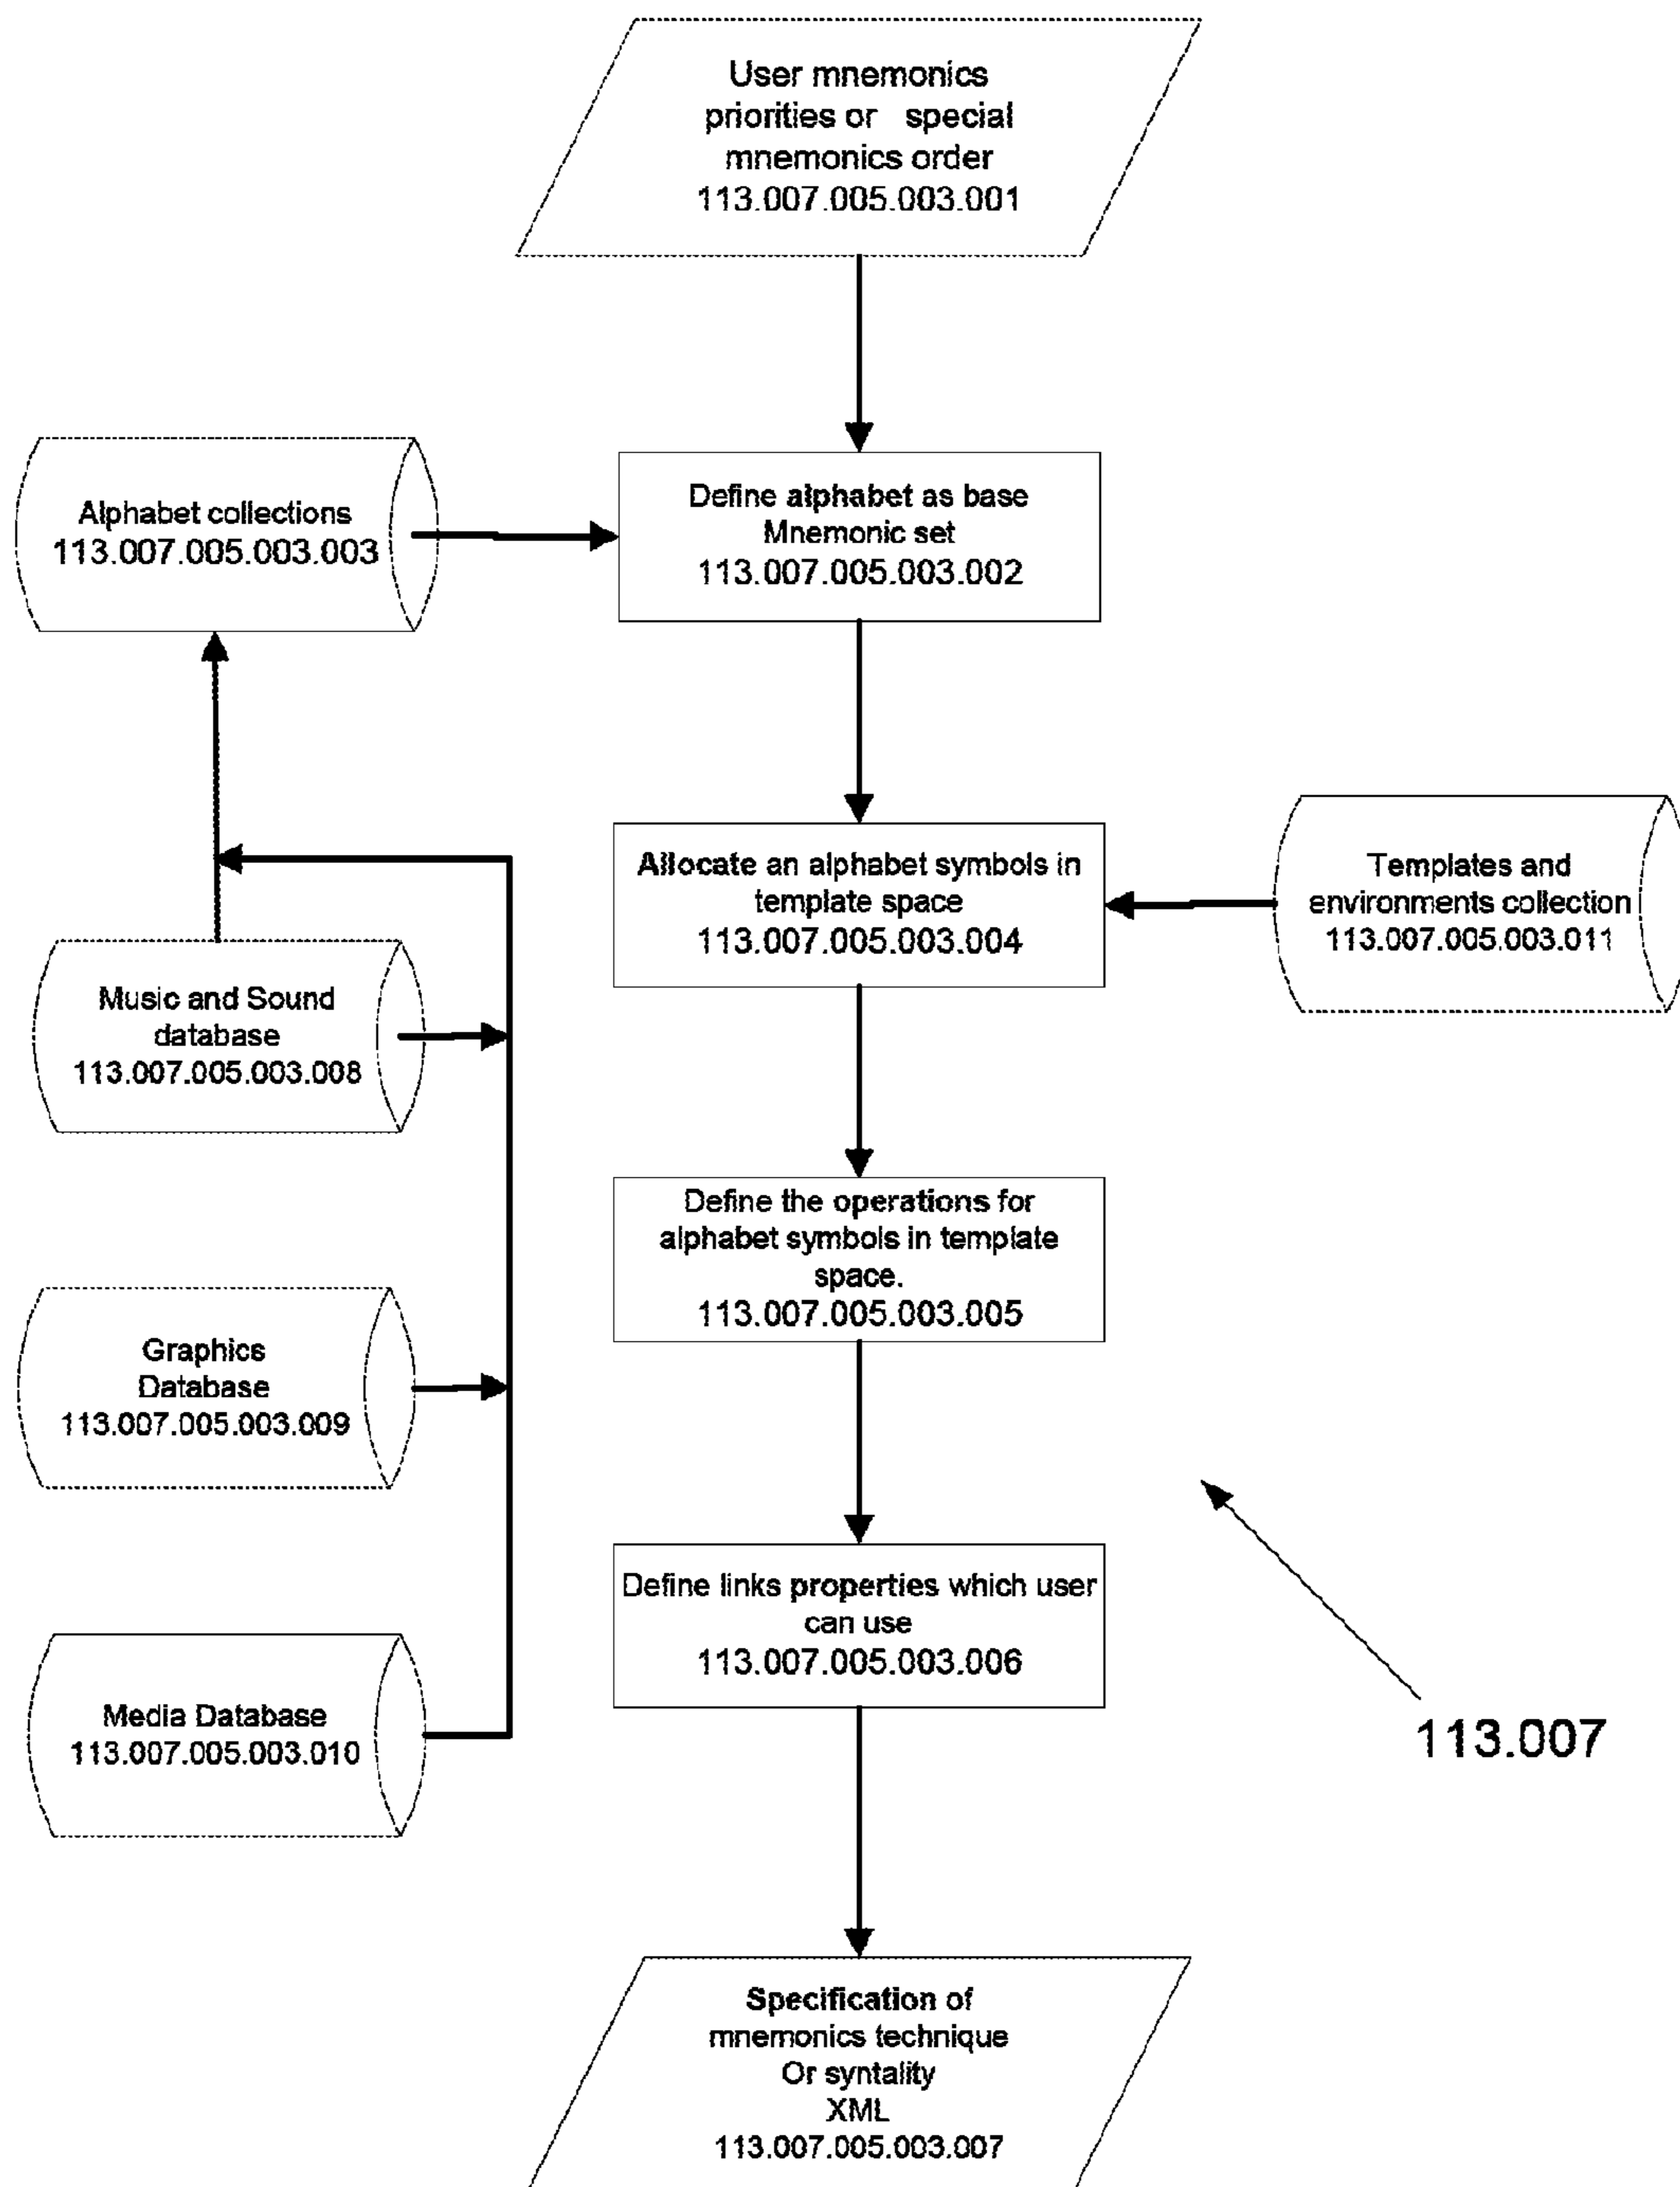 User mnemonics
priorities or special
mnemonics order
113.007.005.003.001
Alphabet collections
113.007.005.003.003
Define alphabet as base
Mnemonic set
113.007.005.003.002
Allocate an alphabet symbols in
template space
113.007.005.003.004
Templates and
environments collection
113.007.005.003.011
Music and Sound
database
113.007.005.003.008
Define the operations for
alphabet symbols in template
space.
113.007.005.003.005
Graphics
Database
113.007.005.003.009
Define links properties which user
can use
113.007.005.003.006
Media Database
113.007.005.003.010
113.007
Specification of
mnemonics technique
Or syntality
XML
113.007.005.003.007